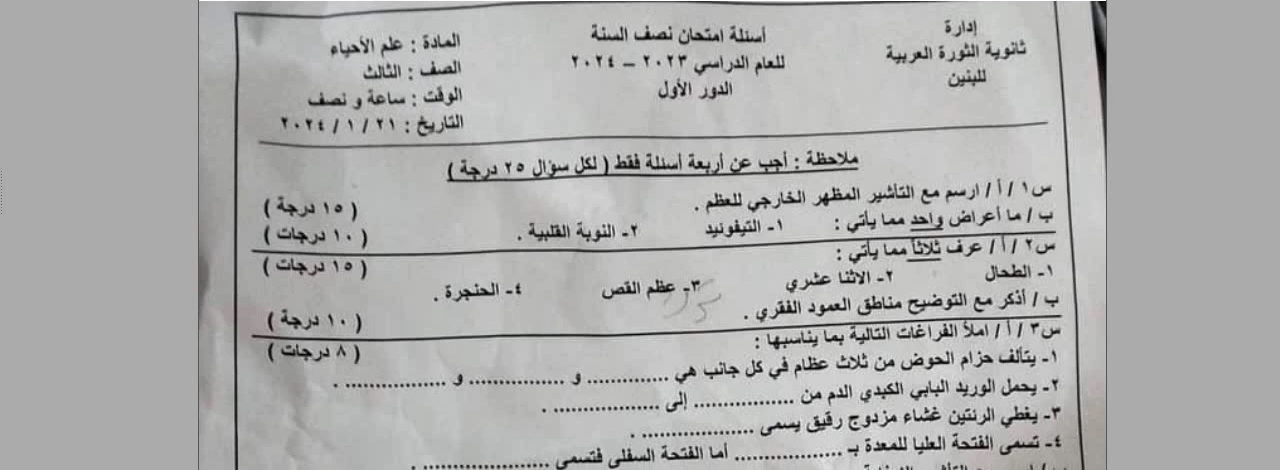 إدارة
ثانوية الثورة العربية
للبنين
أسئلة امتحان نصف السنة
للعام الدراسي ٢٠٢٣ – ٢٠٢٤
الدور الأول
المادة : علم الأحياء
الصف : الثالث
الوقت : ساعة و نصف
التاريخ : ٢١ / ١ / ٢٠٢٤
ملاحظة : أجب عن أربعة أسئلة فقط ( لكل سؤال ٢٥ درجة )
س١ / أ / ارسم مع التأشير المظهر الخارجي للعظم . ( ١٥ درجة )
ب / ما أعراض واحد مما يأتي : ١- التيفوئيد ٢- النوبة القلبية . ( ١٠ درجات )
س٢ / أ / عرف ثلاثاً مما يأتي : ( ١٥ درجات )
١- الطحال ٢- الاثنا عشري ٣- عظم القص ٤- الحنجرة .
ب / أذكر مع التوضيح مناطق العمود الفقري . ( ١٠ درجة )
س٣ / أ / املأ الفراغات التالية بما يناسبها : ( ٨ درجات )
١- يتألف حزام الحوض من ثلاث عظام في كل جانب هي .............. و ................ و ................. .
٢- يحمل الوريد البابي الكبدي الدم من ................. إلى .................. .
٣- يغطي الرئتين غشاء مزدوج رقيق يسمى ................... .
٤- تسمى الفتحة العليا للمعدة بـ .................. أما الفتحة السفلى فتسمى ..................... .